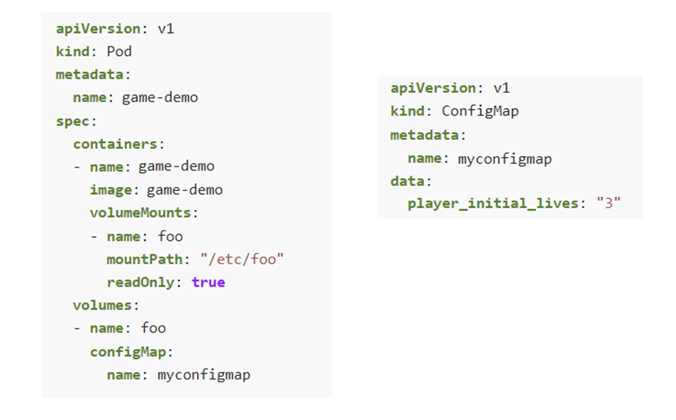 apiVersion: v1
kind: Pod
metadata:
  name: game-demo
spec:
  containers:
  - name: game-demo
    image: game-demo
    volumeMounts:
    - name: foo
      mountPath: "/etc/foo"
      readOnly: true
  volumes:
  - name: foo
    configMap:
      name: myconfigmap
apiVersion: v1
kind: ConfigMap
metadata:
  name: myconfigmap
data:
  player_initial_lives: "3"